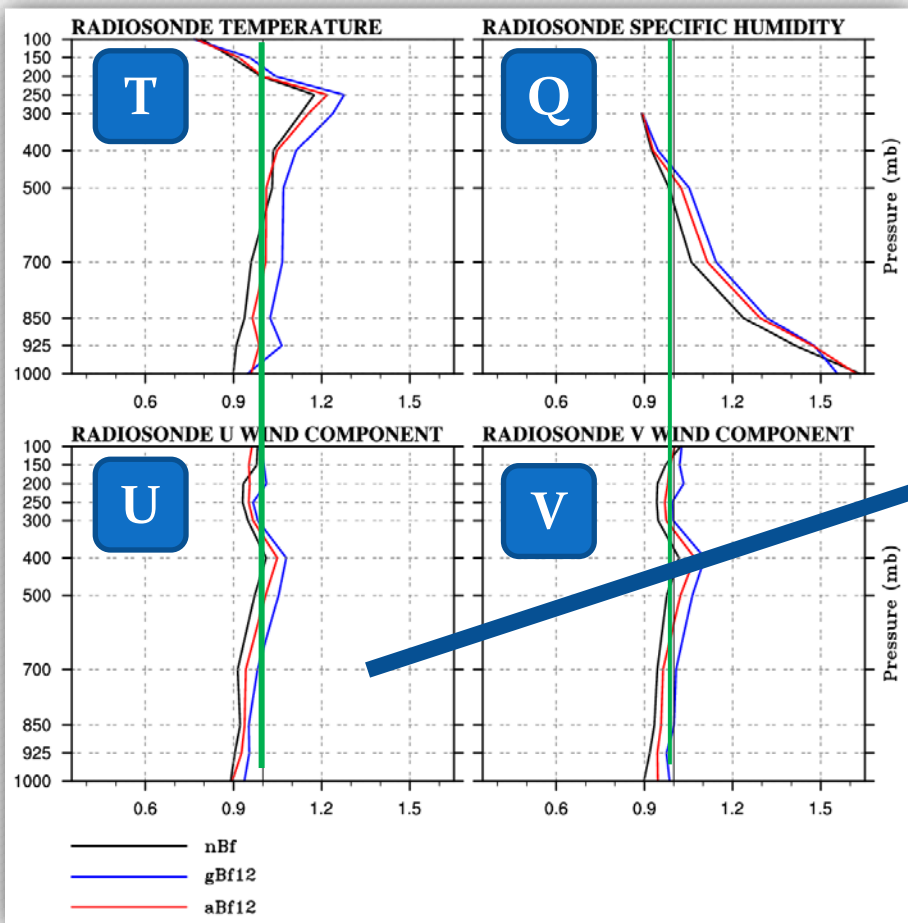 RADIOSONDE TEMPERATURE
RADIOSONDE SPECIFIC HUMIDITY
T
Q
100
150
200
250
300
400
500
700
850
925
1000
0.6 0.9 1.2 1.5
0.6 0.9 1.2 1.5
Pressure (mb)
RADIOSONDE U WIND COMPONENT
RADIOSONDE V WIND COMPONENT
U
V
100
150
200
250
300
400
500
700
850
925
1000
0.6 0.9 1.2 1.5
0.6 0.9 1.2 1.5
Pressure (mb)
nBf
gBf12
aBf12